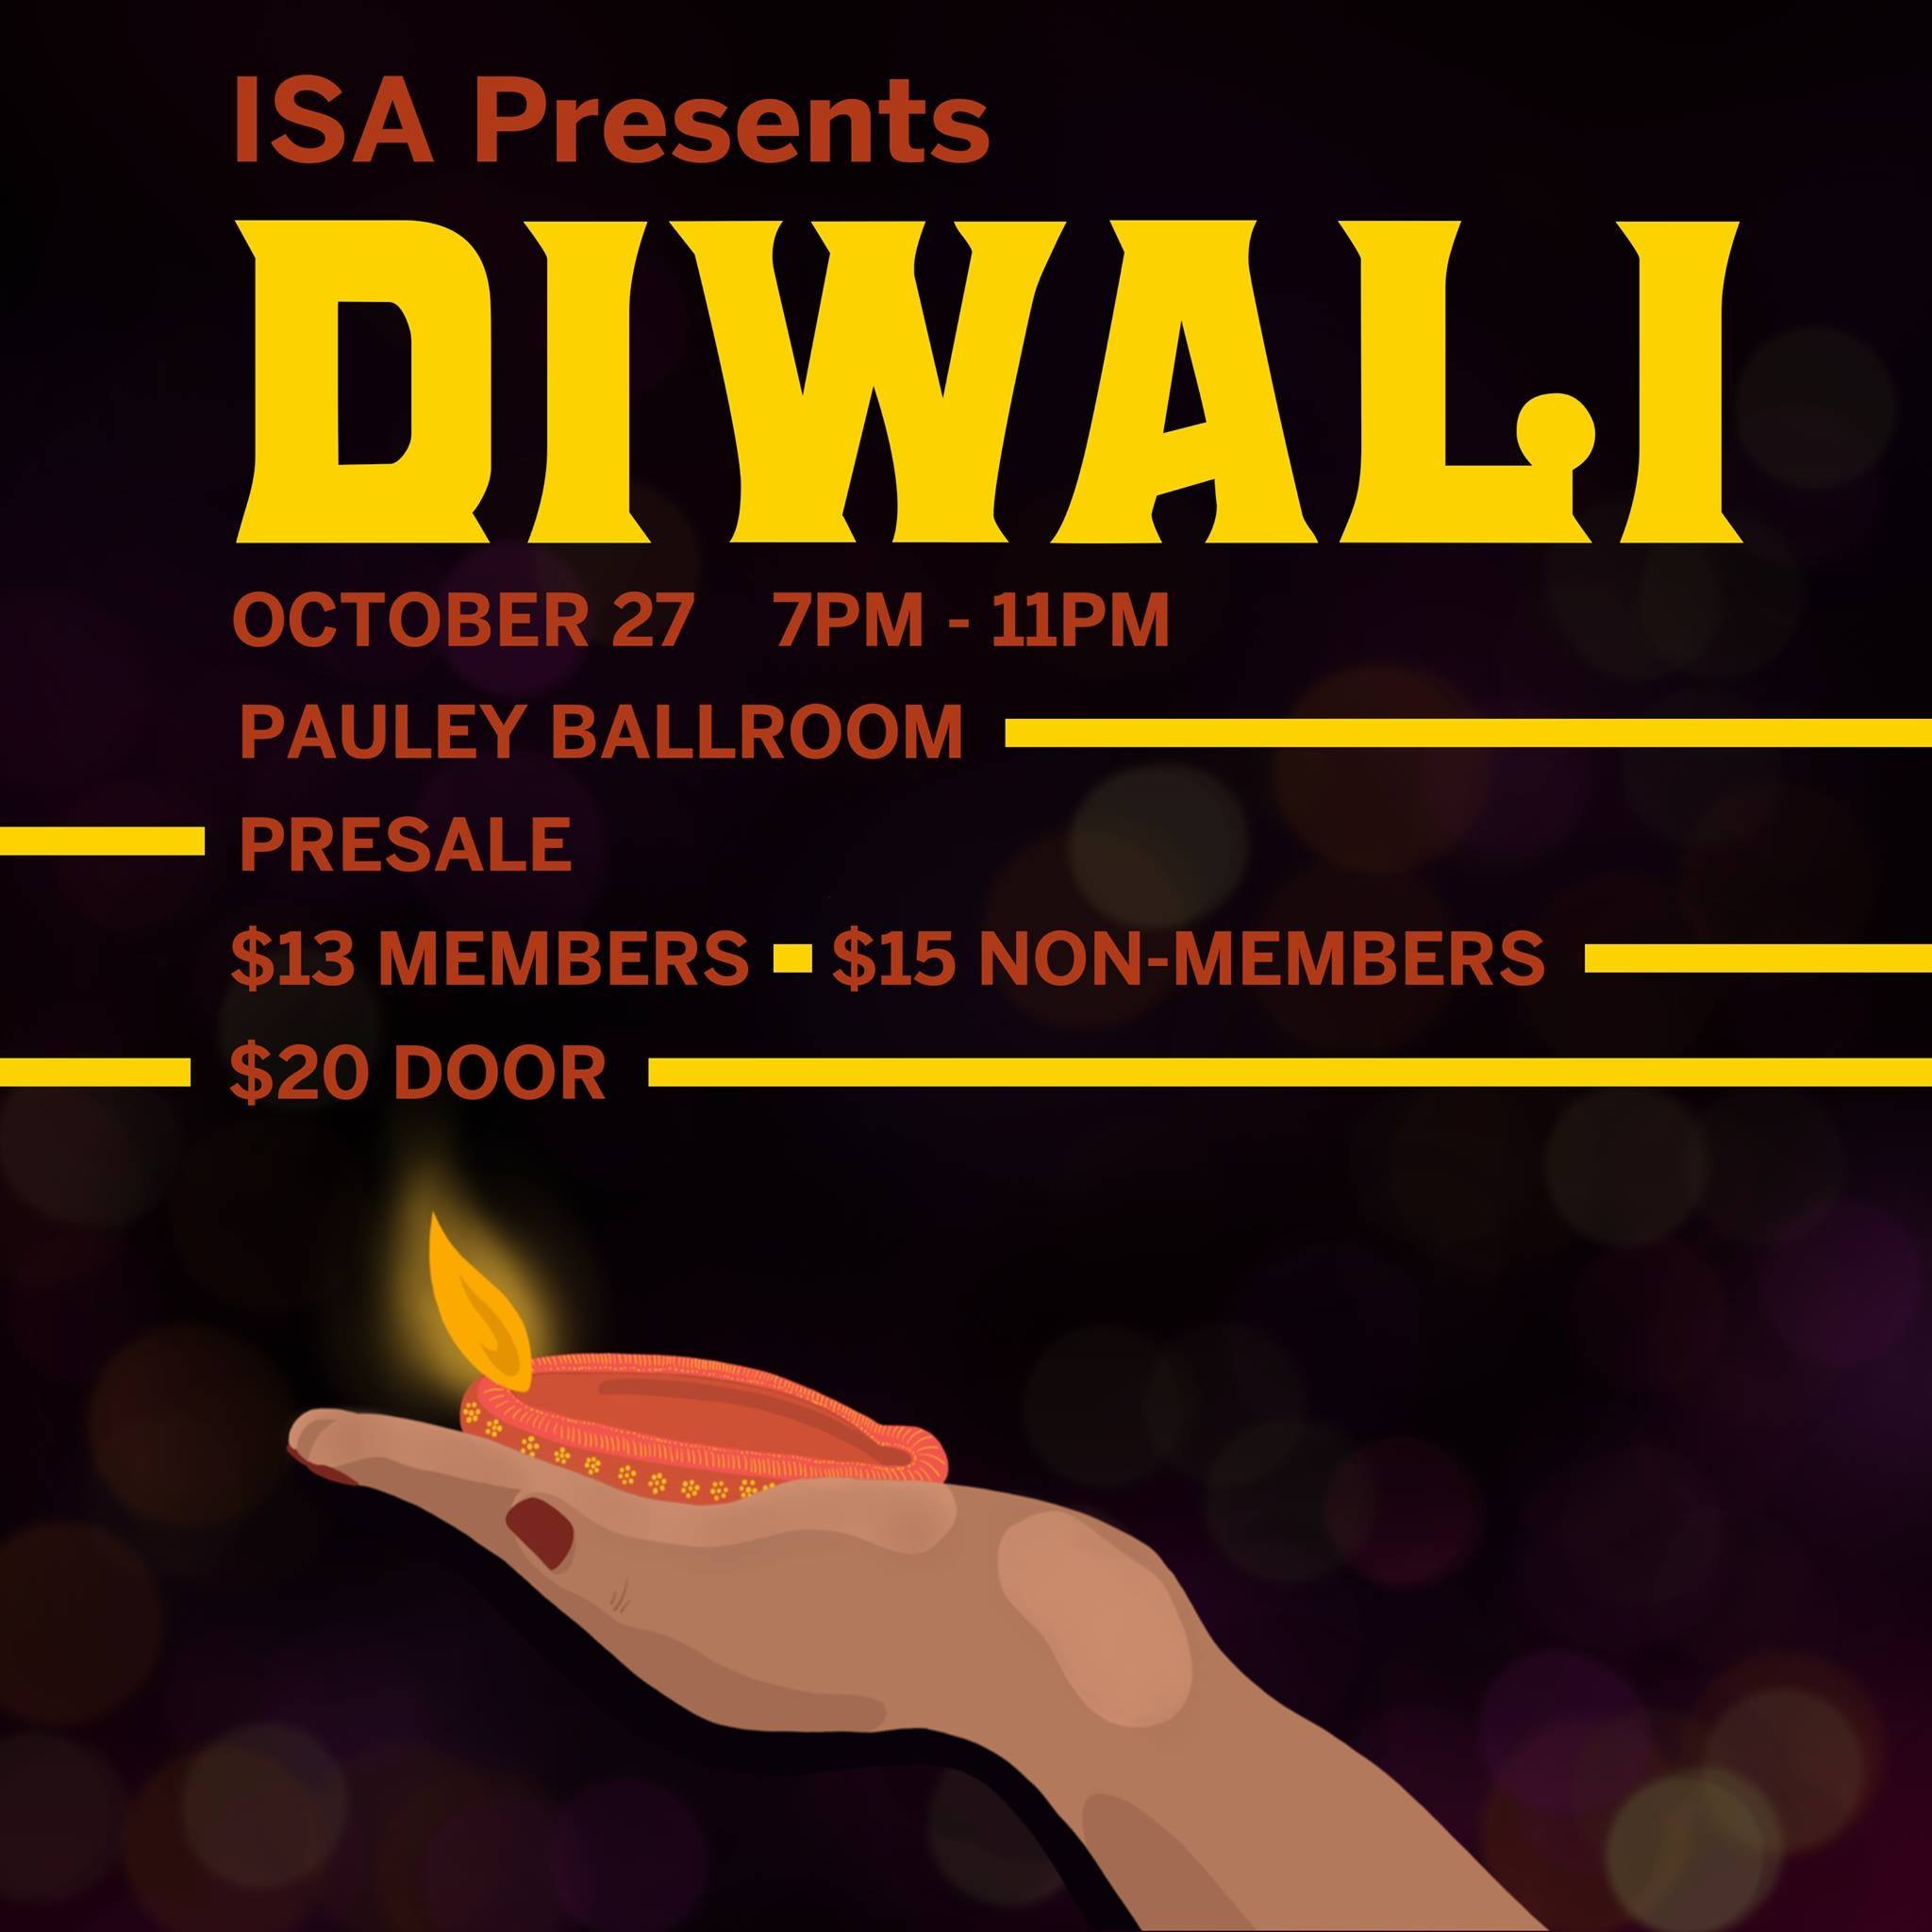 ISA Presents
DIWALI
OCTOBER 27 7PM - 11PM
PAULEY BALLROOM
PRESALE
$13 MEMBERS - $15 NON-MEMBERS
$20 DOOR